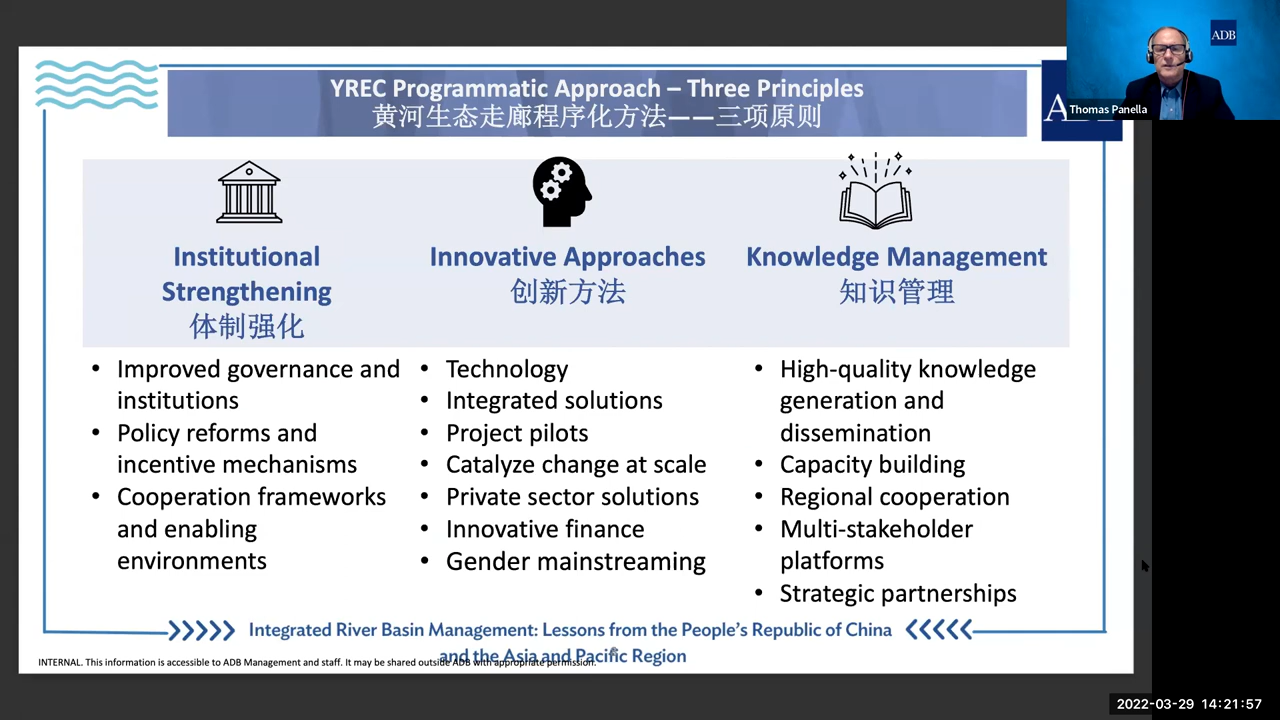 YREC Programmatic Approach – Three Principles
黄河生态走廊程序化方法——三项原则
ADB
Thomas Panella
Institutional
Strengthening
体制强化
• Improved governance and
institutions
• Policy reforms and
incentive mechanisms
• Cooperation frameworks
and enabling
environments
Innovative Approaches
创新方法
• Technology
• Integrated solutions
• Project pilots
• Catalyze change at scale
• Private sector solutions
• Innovative finance
• Gender mainstreaming
Knowledge Management
知识管理
• High-quality knowledge
generation and
dissemination
• Capacity building
• Regional cooperation
• Multi-stakeholder
platforms
• Strategic partnerships
Integrated River Basin Management: Lessons from the People's Republic of China
and the Asia and Pacific Region
INTERNAL. This information is accessible to ADB Management and staff. It may be shared outside ADB with appropriate permission.
2022-03-29 14:21:57